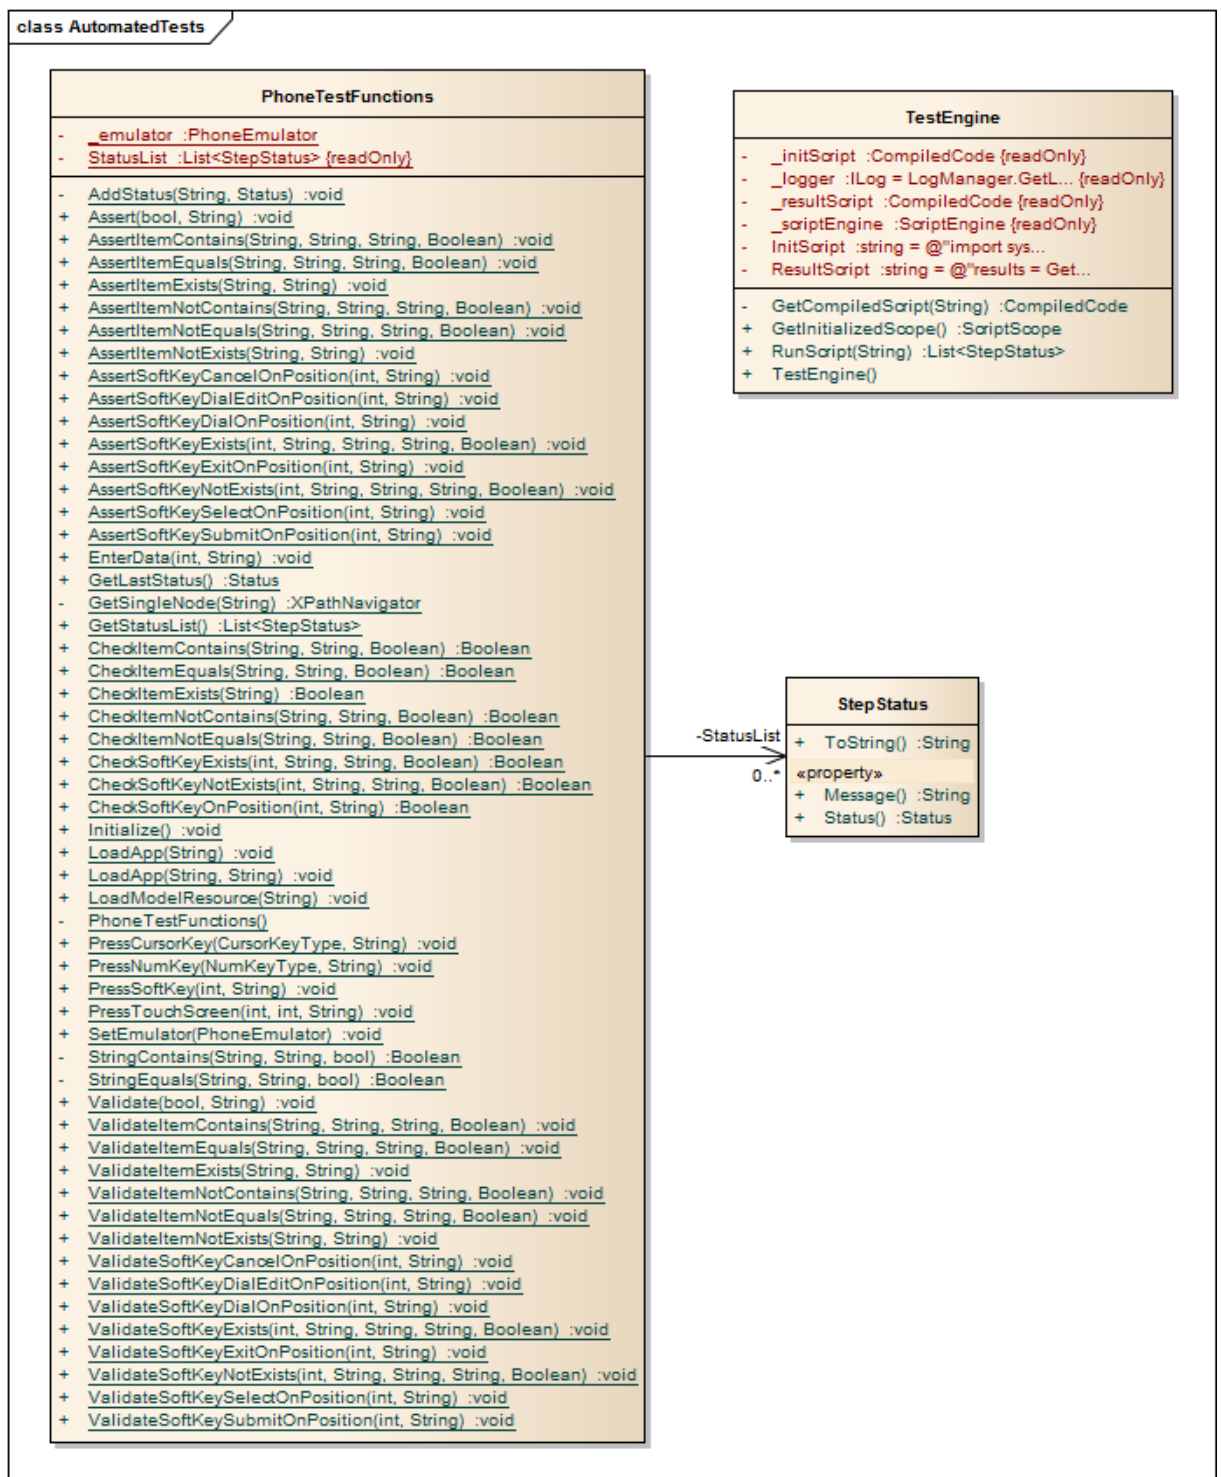 class AutomatedTests
PhoneTestFunctions
- _emulator :PhoneEmulator
- StatusList :List<StepStatus> {readOnly}
- AddStatus(String, Status) :void
+ Assert(bool, String) :void
+ AssertItemContains(String, String, String, Boolean) :void
+ AssertItemEquals(String, String, String, Boolean) :void
+ AssertItemExists(String, String) :void
+ AssertItemNotContains(String, String, String, Boolean) :void
+ AssertItemNotEquals(String, String, String, Boolean) :void
+ AssertItemNotExists(String, String) :void
+ AssertSoftKeyCancelOnPosition(int, String) :void
+ AssertSoftKeyDialEditOnPosition(int, String) :void
+ AssertSoftKeyDialOnPosition(int, String) :void
+ AssertSoftKeyExists(int, String, String, String, Boolean) :void
+ AssertSoftKeyExitOnPosition(int, String) :void
+ AssertSoftKeyNotExists(int, String, String, String, Boolean) :void
+ AssertSoftKeySelectOnPosition(int, String) :void
+ AssertSoftKeySubmitOnPosition(int, String) :void
+ EnterData(int, String) :void
+ GetLastStatus() :Status
- GetSingleNode(String) :XPathNavigator
+ GetStatusList() :List<StepStatus>
+ CheckItemContains(String, String, Boolean) :Boolean
+ CheckItemEquals(String, String, Boolean) :Boolean
+ CheckItemExists(String) :Boolean
+ CheckItemNotContains(String, String, Boolean) :Boolean
+ CheckItemNotEquals(String, String, Boolean) :Boolean
+ CheckSoftKeyExists(int, String, String, Boolean) :Boolean
+ CheckSoftKeyNotExists(int, String, String, Boolean) :Boolean
+ CheckSoftKeyOnPosition(int, String) :Boolean
+ Initialize() :void
+ LoadApp(String) :void
+ LoadApp(String, String) :void
+ LoadModelResource(String) :void
- PhoneTestFunctions()
+ PressCursorKey(CursorKeyType, String) :void
+ PressNumKey(NumKeyType, String) :void
+ PressSoftKey(int, String) :void
+ PressTouchScreen(int, int, String) :void
+ SetEmulator(PhoneEmulator) :void
- StringContains(String, String, bool) :Boolean
- StringEquals(String, String, bool) :Boolean
+ Validate(bool, String) :void
+ ValidateItemContains(String, String, String, Boolean) :void
+ ValidateItemEquals(String, String, String, Boolean) :void
+ ValidateItemExists(String, String) :void
+ ValidateItemNotContains(String, String, String, Boolean) :void
+ ValidateItemNotEquals(String, String, String, Boolean) :void
+ ValidateItemNotExists(String, String) :void
+ ValidateSoftKeyCancelOnPosition(int, String) :void
+ ValidateSoftKeyDialEditOnPosition(int, String) :void
+ ValidateSoftKeyDialOnPosition(int, String) :void
+ ValidateSoftKeyExists(int, String, String, String, Boolean) :void
+ ValidateSoftKeyExitOnPosition(int, String) :void
+ ValidateSoftKeyNotExists(int, String, String, String, Boolean) :void
+ ValidateSoftKeySelectOnPosition(int, String) :void
+ ValidateSoftKeySubmitOnPosition(int, String) :void
TestEngine
- _initScript :CompiledCode {readOnly}
- _logger :ILog = LogManager.GetL... {readOnly}
- _resultScript :CompiledCode {readOnly}
- _scriptEngine :ScriptEngine {readOnly}
- InitScript :string = @"import sys...
- ResultScript :string = @"results = Get...
- GetCompiledScript(String) :CompiledCode
+ GetInitializedScope() :ScriptScope
+ RunScript(String) :List<StepStatus>
+ TestEngine()
-StatusList
0..*
StepStatus
+ ToString() :String
«property»
+ Message() :String
+ Status() :Status